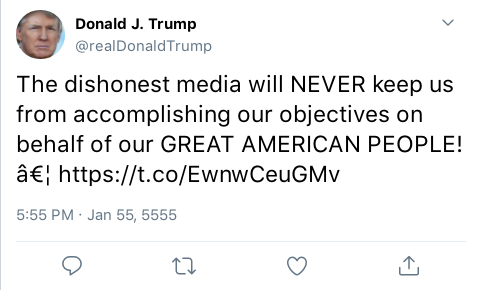 Donald J. Trump
@realDonaldTrump
The dishonest media will NEVER keep us
from accomplishing our objectives on
behalf of our GREAT AMERICAN PEOPLE!
â€¦ https://t.co/EwnwCeuGMv
5:55 PM · Jan 55, 5555